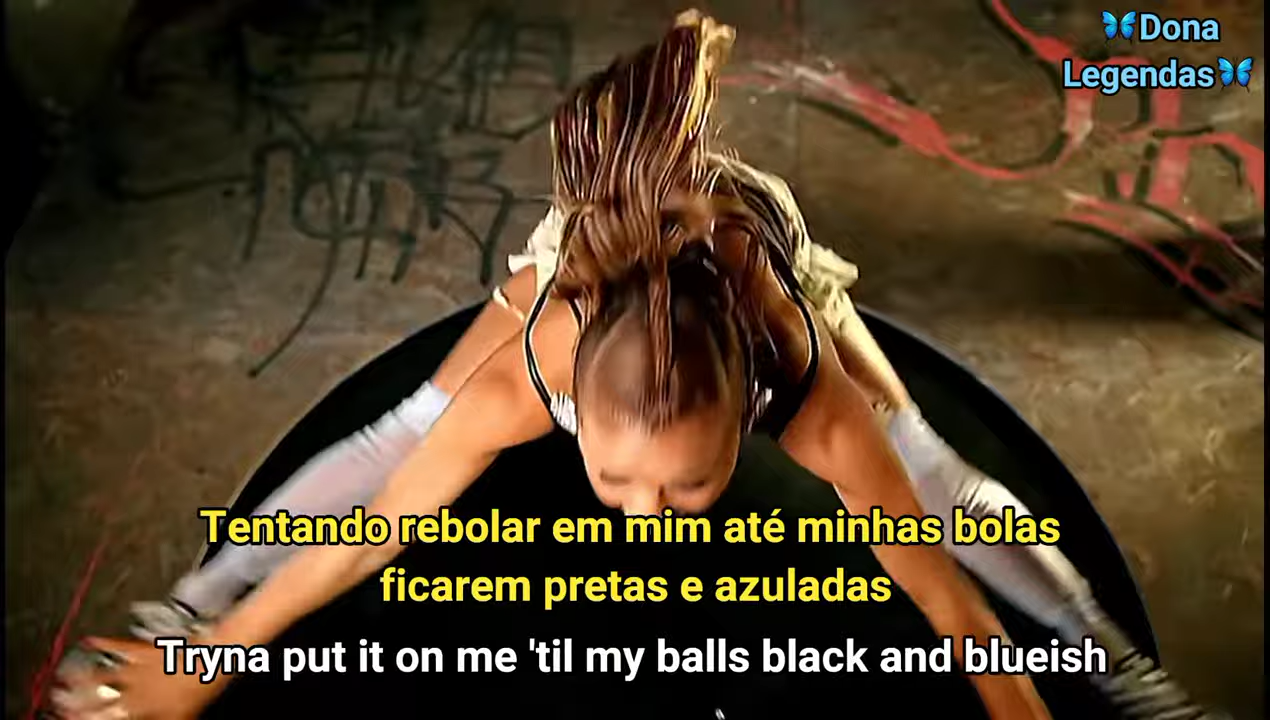 Dona
Legendas
Tentando rebolar em mim até minhas bolas
ficarem pretas e azuladas
Tryna put it on me 'til my balls black and blueish